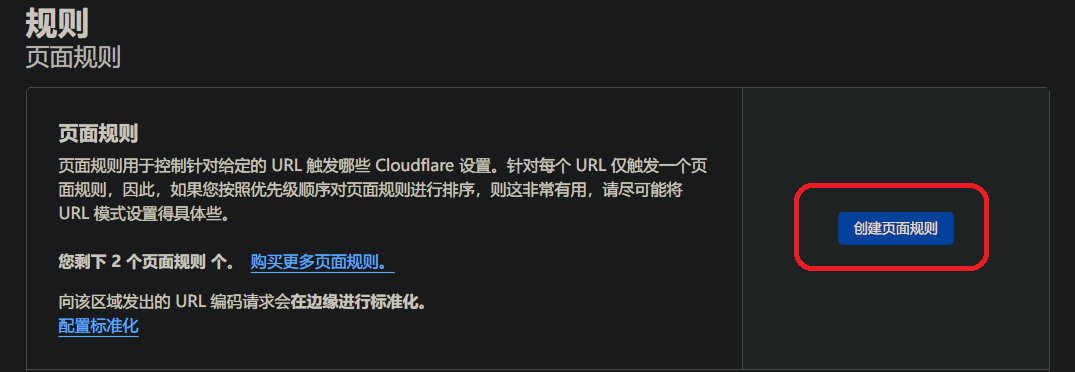 规则
页面规则
页面规则
页面规则用于控制针对给定的 URL 触发哪些 Cloudflare 设置。针对每个 URL 仅触发一个页
面规则，因此，如果您按照优先级顺序对页面规则进行排序，则这非常有用，请尽可能将
URL 模式设置得具体些。
您剩下 2 个页面规则 个。 购买更多页面规则。
向该区域发出的 URL 编码请求会在边缘进行标准化。
配置标准化
创建页面规则